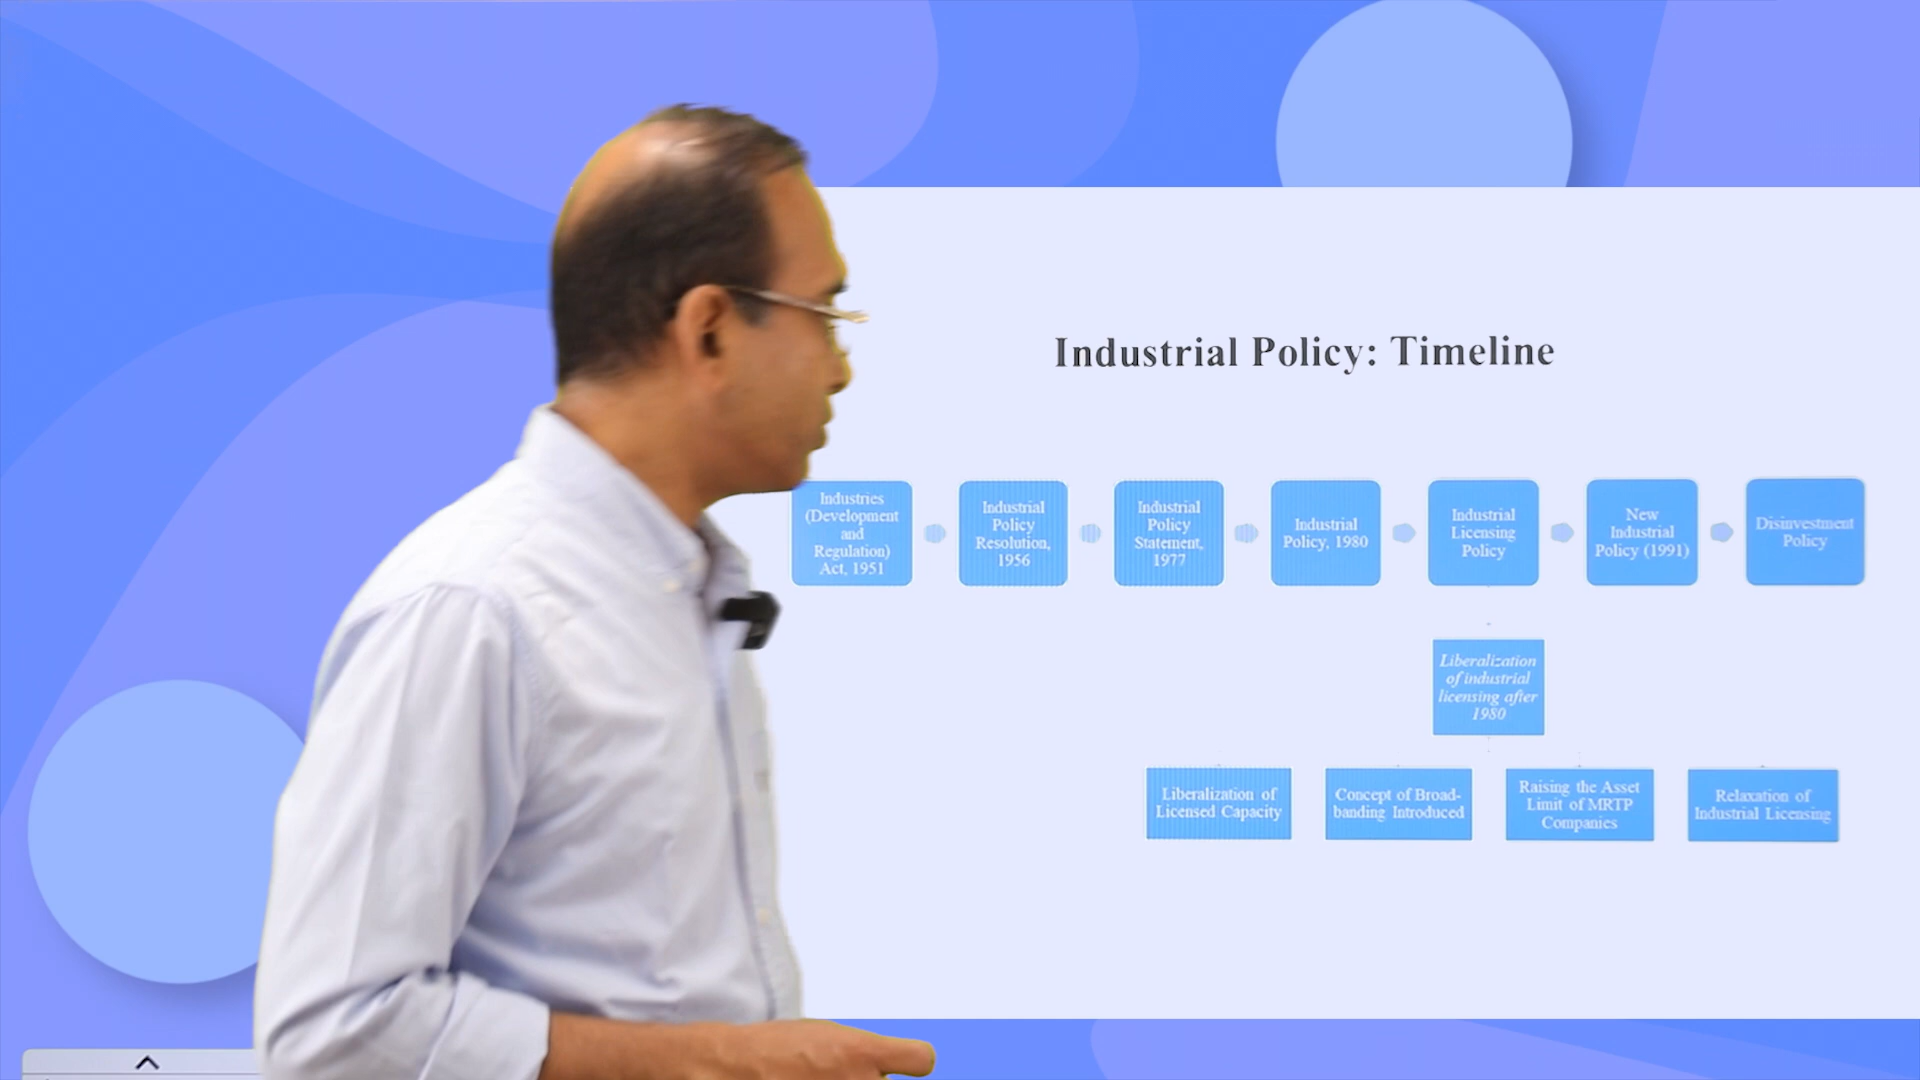 Industrial Policy: Timeline
Industries
(Development
and
Regulation)
Act, 1951
Industrial
Policy
Resolution,
1956
Industrial
Policy
Statement,
1977
Industrial
Policy, 1980
Industrial
Licensing
Policy
New
Industrial
Policy (1991)
Disinvestment
Policy
Liberalization
of industrial
licensing after
1980
Liberalization of
Licensed Capacity
Concept of Broad-
banding Introduced
Raising the Asset
Limit of MRTP
Companies
Relaxation of
Industrial Licensing